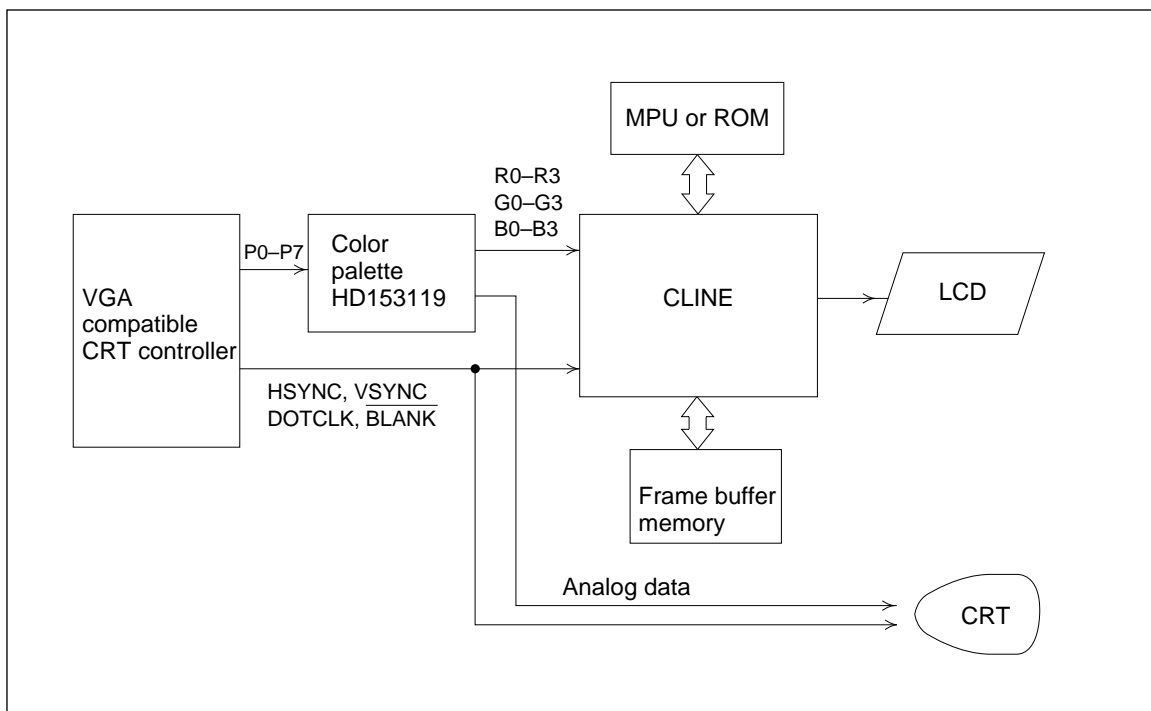 MPU or ROM
R0–R3
G0–G3
B0–B3
P0–P7
Color
palette
HD153119
VGA
compatible
CRT controller
CLINE
LCD
HSYNC, VSYNC
DOTCLK, BLANK
Frame buffer
memory
Analog data
CRT